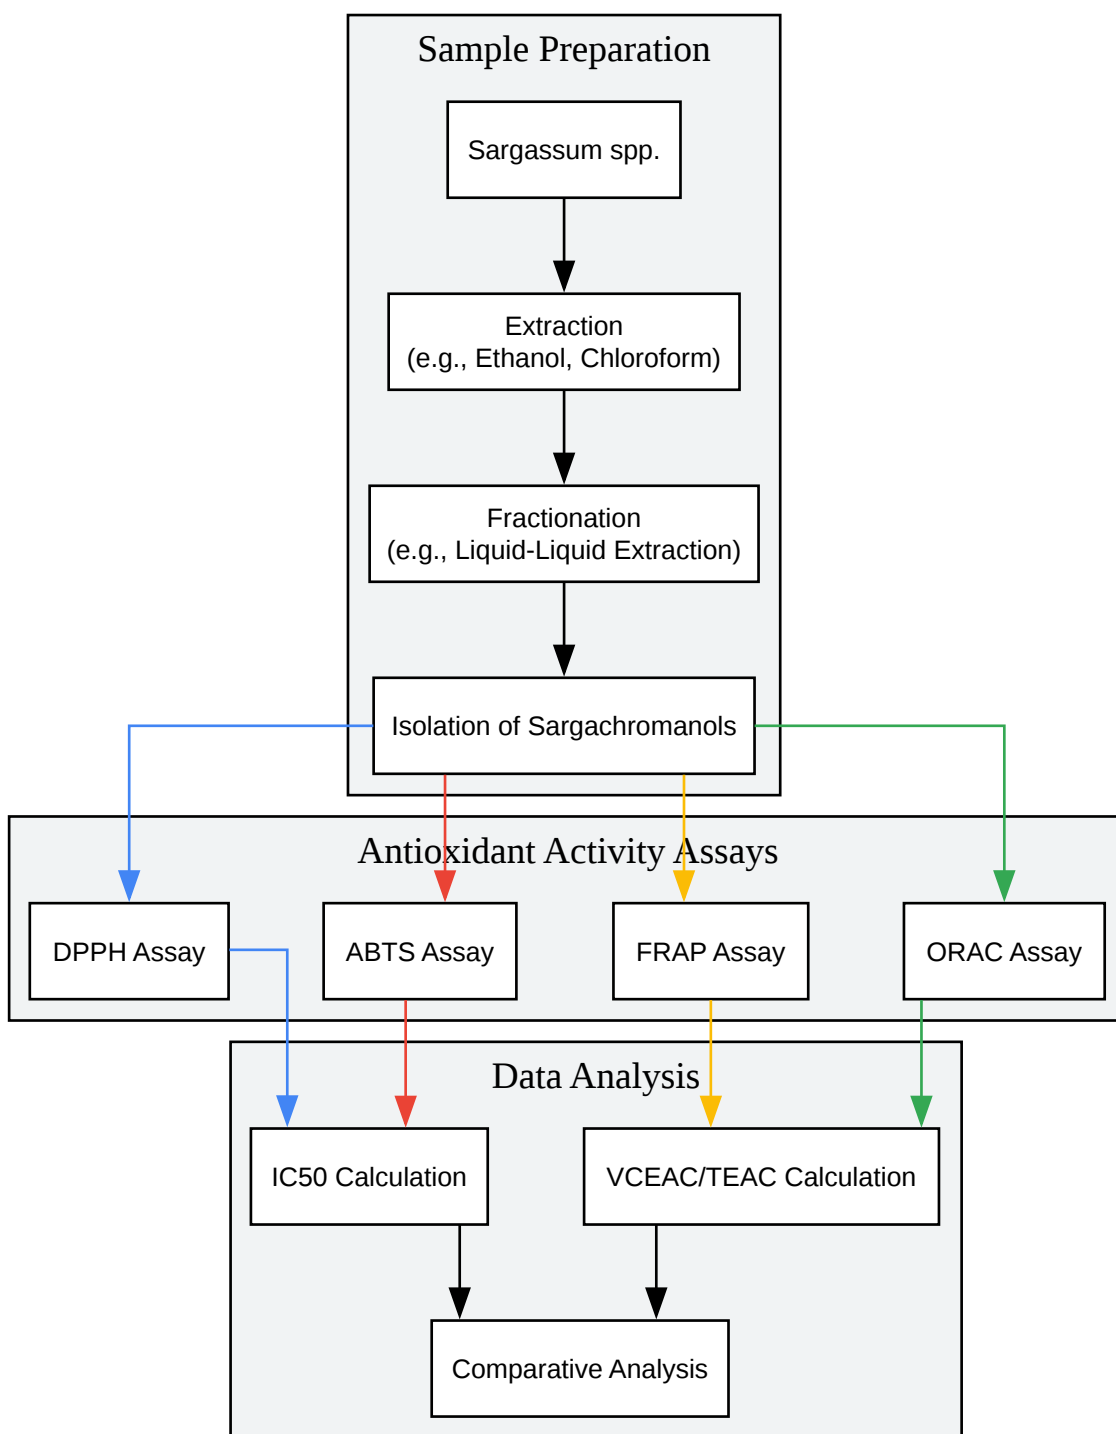 Sample Preparation
Sargassum spp.
Extraction
(e.g., Ethanol, Chloroform)
Fractionation
(e.g., Liquid-Liquid Extraction)
Isolation of Sargachromanols
Antioxidant Activity Assays
DPPH Assay
ABTS Assay
FRAP Assay
ORAC Assay
Data Analysis
IC50 Calculation
VCEAC/TEAC Calculation
Comparative Analysis